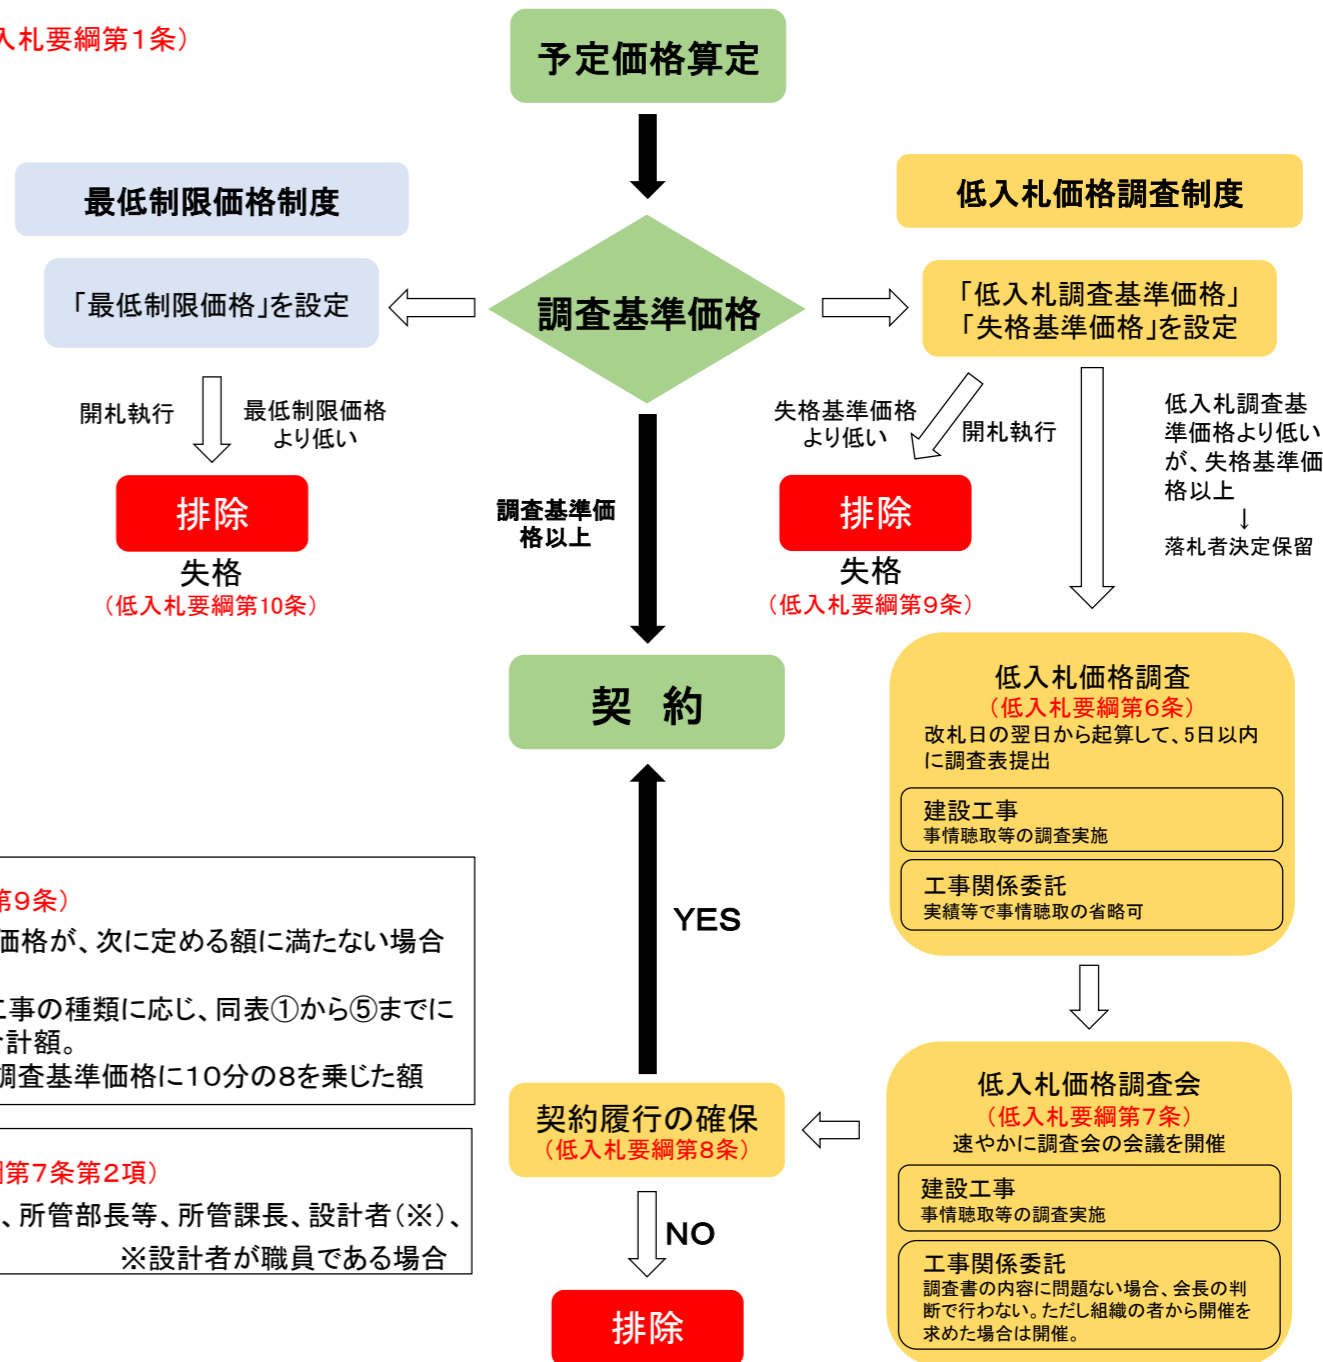 入札要綱第1条）
予定価格算定
最低制限価格制度
低入札価格調査制度
「最低制限価格」を設定
調査基準価格
「低入札調査基準価格」
「失格基準価格」を設定
開札執行
最低制限価格
より低い
失格基準価格
より低い
開札執行
低入札調査基
準価格より低い
が、失格基準価
格以上
↓
落札者決定保留
排除
失格
（低入札要綱第10条）
調査基準価
格以上
排除
失格
（低入札要綱第9条）
契 約
低入札価格調査
（低入札要綱第6条）
改札日の翌日から起算して、5日以内
に調査表提出
建設工事
事情聴取等の調査実施
工事関係委託
実績等で事情聴取の省略可
YES
第9条）
価格が、次に定める額に満たない場合
工事の種類に応じ、同表①から⑤までに
合計額。
調査基準価格に10分の8を乗じた額
契約履行の確保
（低入札要綱第8条）
低入札価格調査会
（低入札要綱第7条）
速やかに調査会の会議を開催
建設工事
事情聴取等の調査実施
工事関係委託
調査書の内容に問題ない場合、会長の判
断で行わない。ただし組織の者から開催を
求めた場合は開催。
綱第7条第2項）
、所管部長等、所管課長、設計者（※）、
※設計者が職員である場合
NO
排除